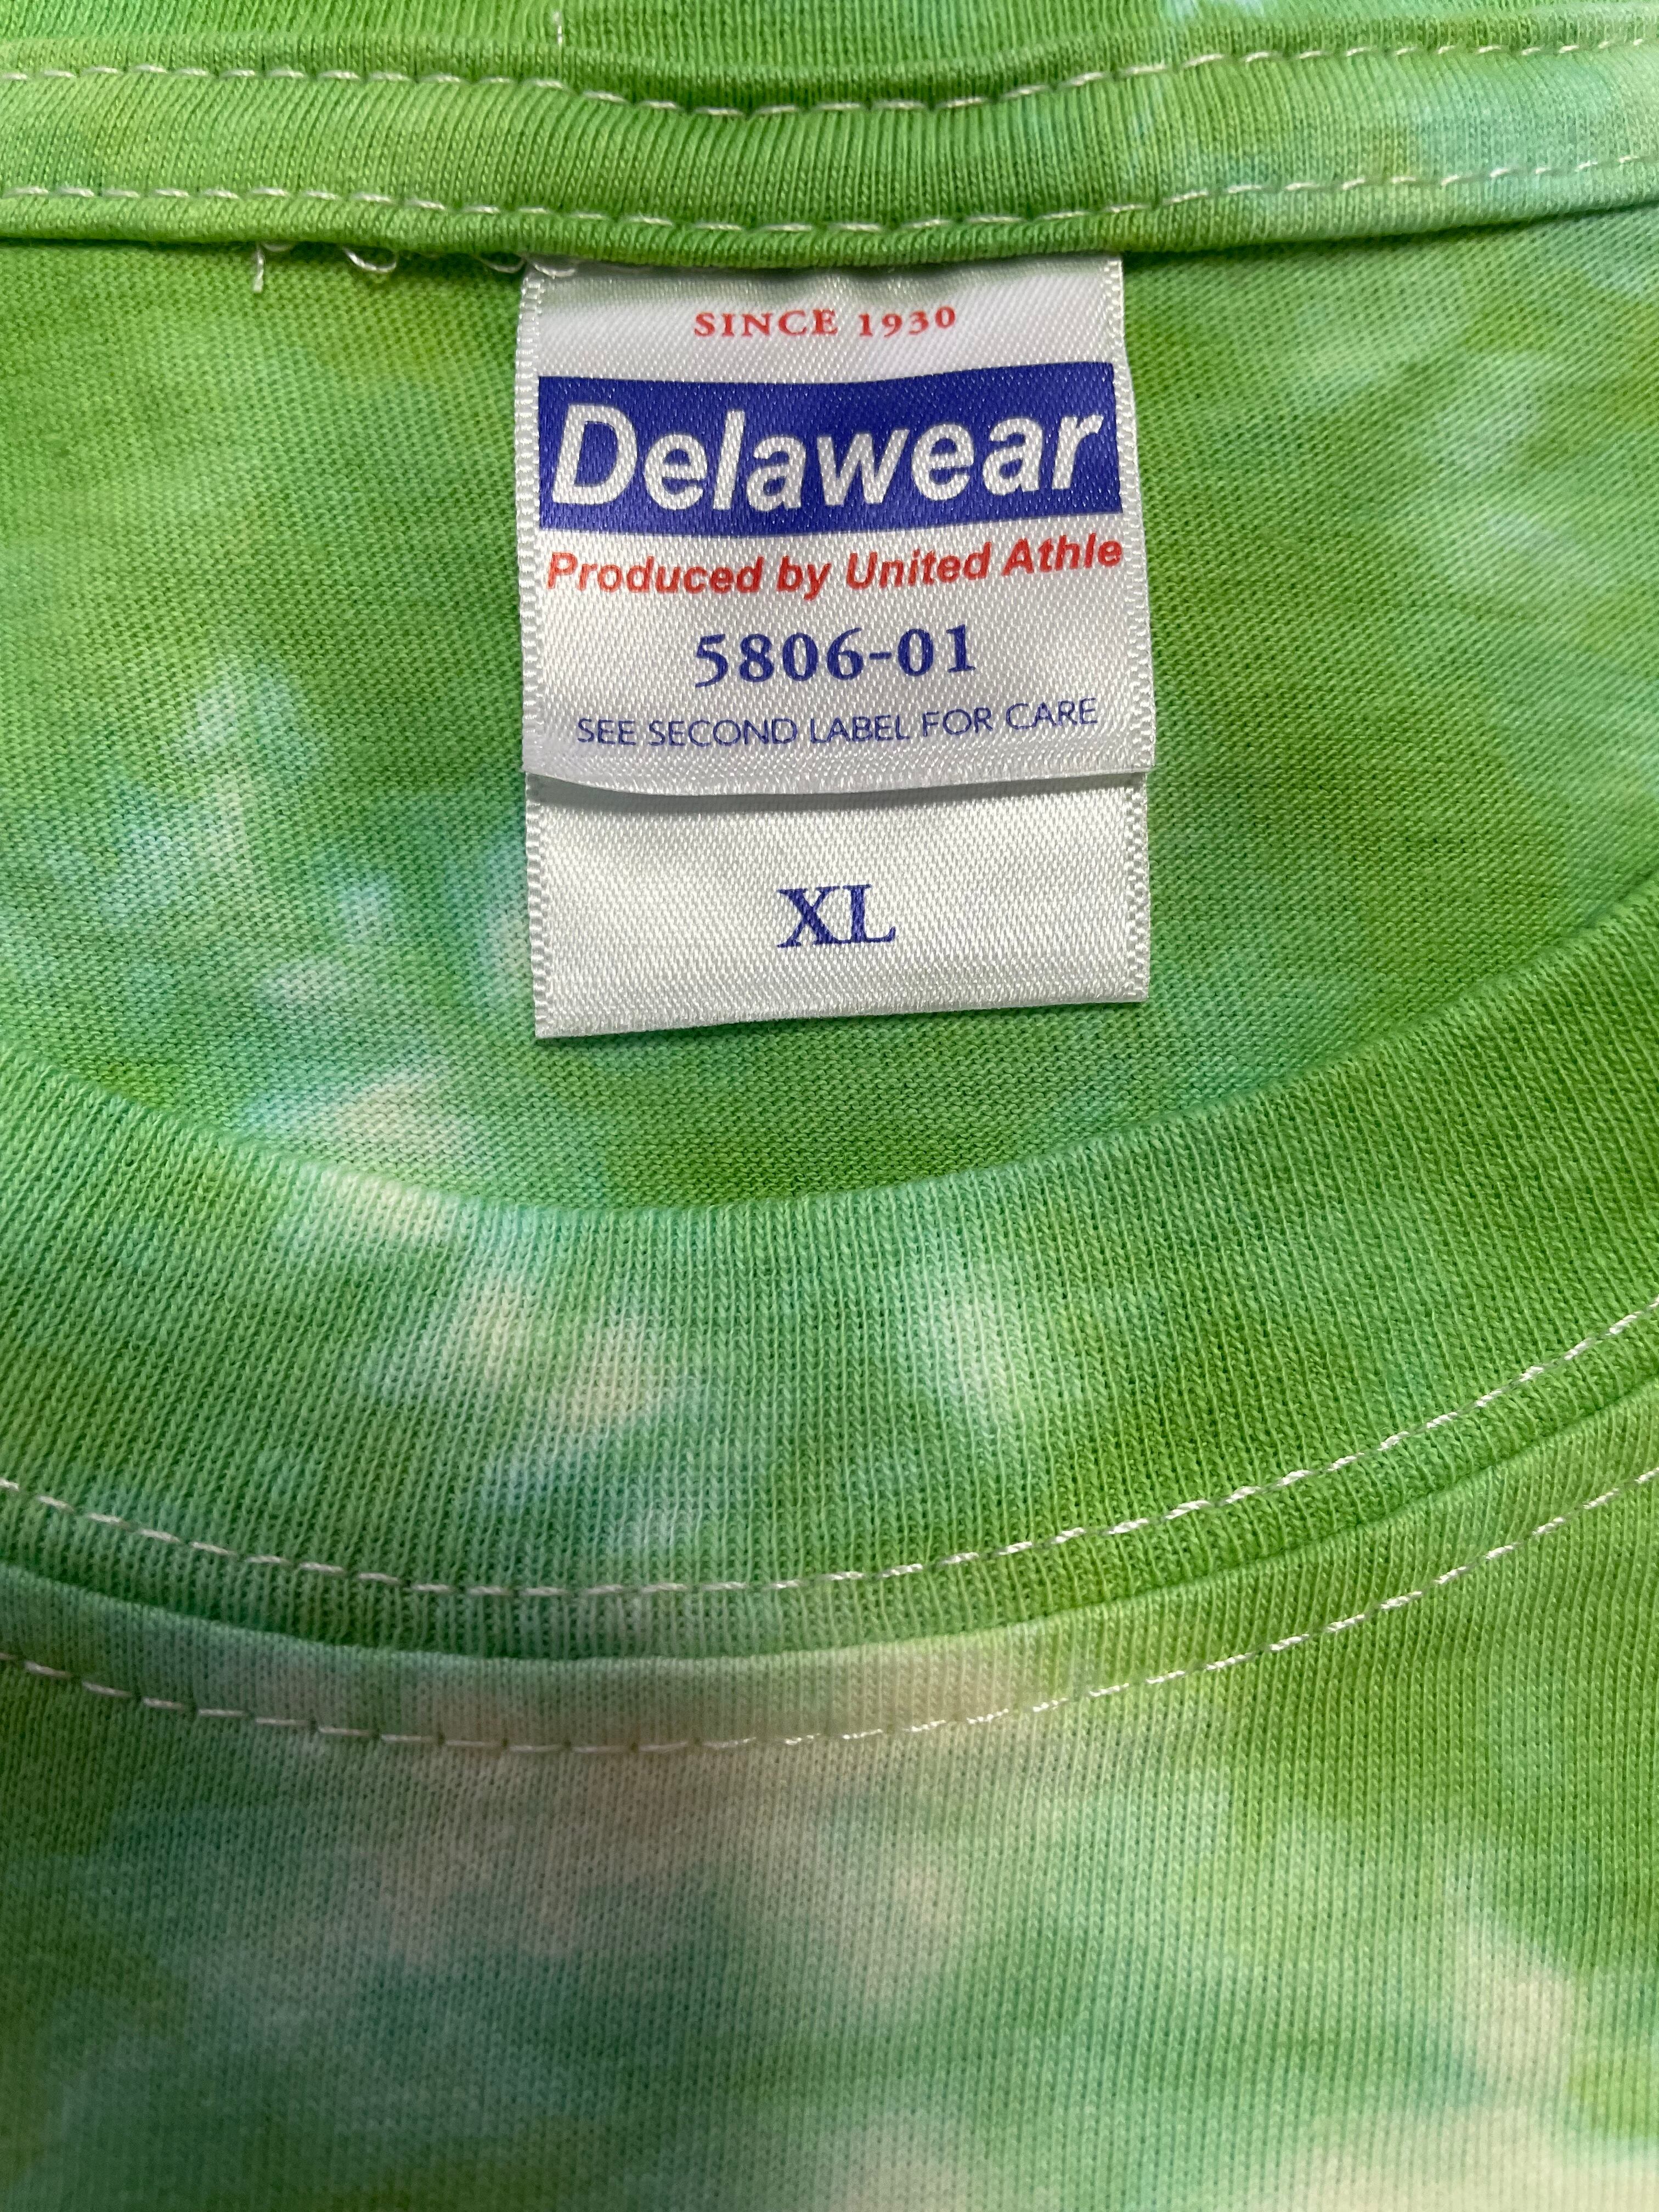 SINCE 1930
Delawear
Produced by United Athle
5806-01
SEE SECOND LABEL FOR CARE
XL